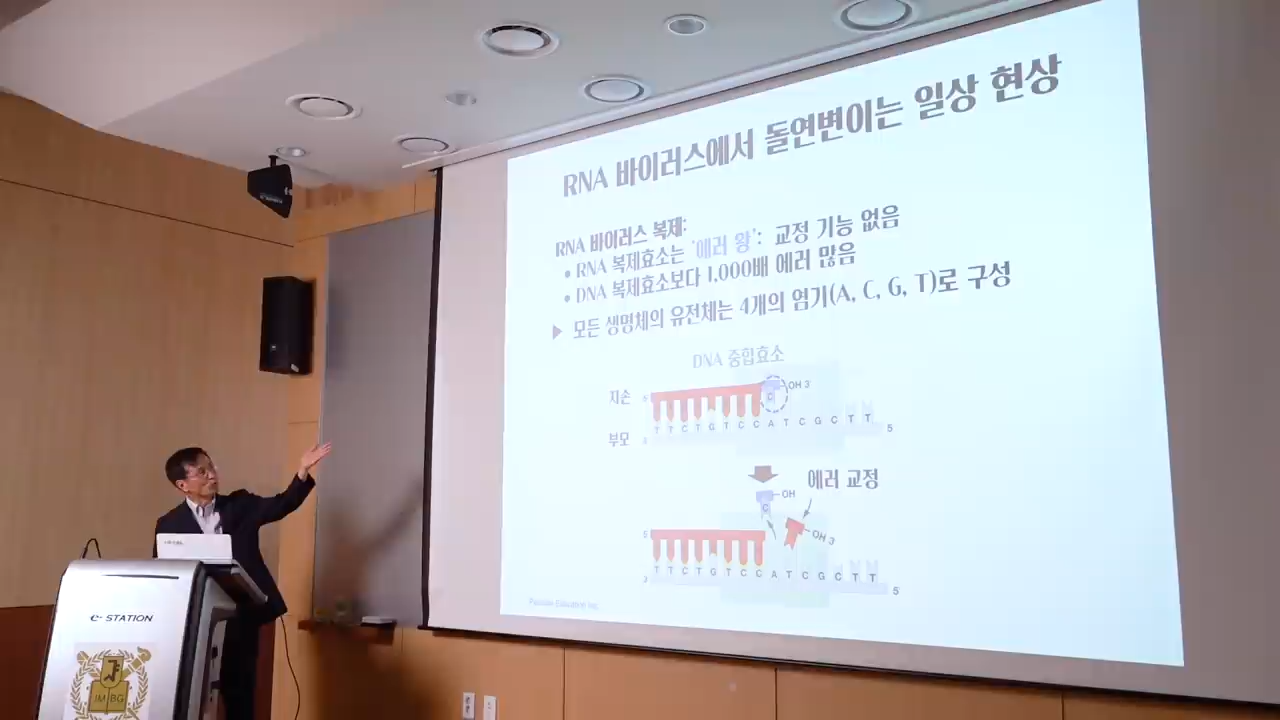 RNA 바이러스에서 돌연변이는 일상 현상
RNA 바이러스 복제:
• RNA 복제효소는 '에러 왕': 교정 기능 없음
• DNA 복제효소보다 1,000배 에러 많음
▶ 모든 생명체의 유전체는 4개의 염기(A, C, G, T)로 구성
DNA 중합효소
자손
OH 3
C
T T C T G T C C A T C G C T T
부모
5
에러 교정
OH
C
OH 3
5
T T C T G T C C A T C G C T T
3
5
e-STATION
IM BG